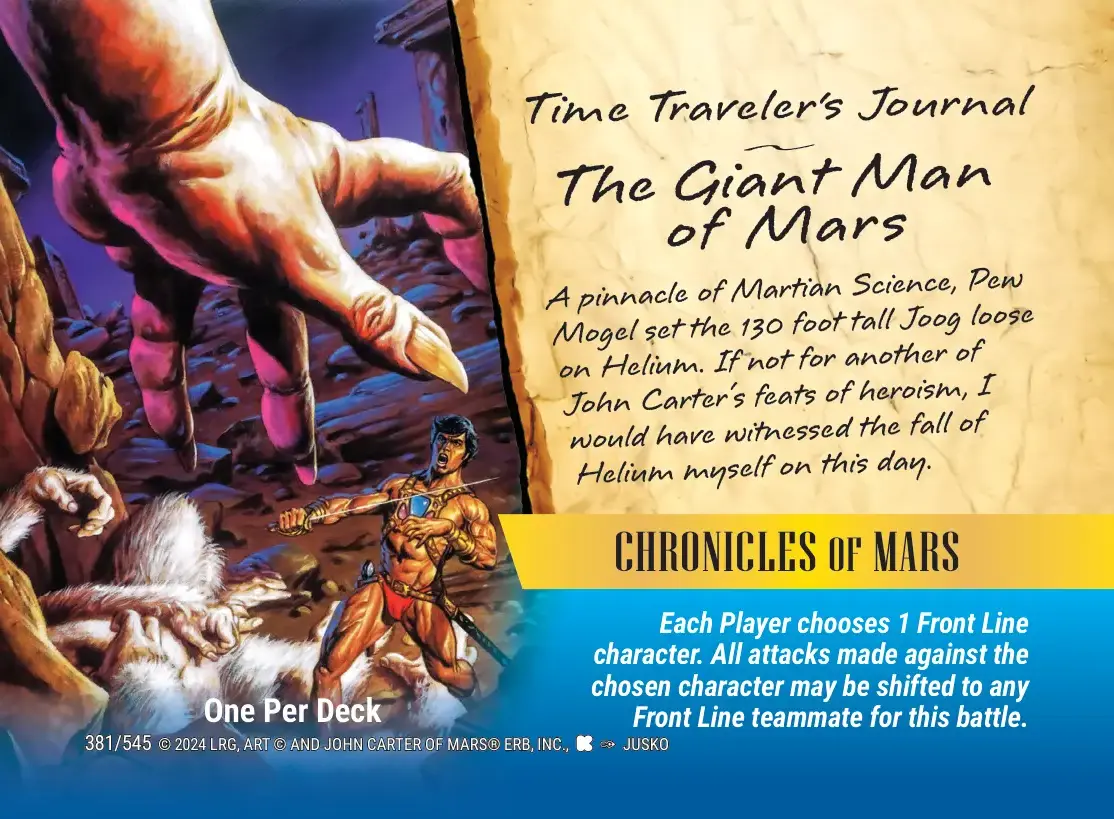 Time Traveler's Journal
The Giant Man
of Mars
A pinnacle of Martian Science, Pew
Mogel set the 130 foot tall Joog loose
on Helium. If not for another of
John Carter's feats of heroism, I
would have witnessed the fall of
Helium myself on this day.
CHRONICLES OF MARS
Each Player chooses 1 Front Line
character. All attacks made against the
chosen character may be shifted to any
Front Line teammate for this battle.
One Per Deck
381/545 © 2024 LRG, ART © AND JOHN CARTER OF MARS® ERB, INC., JUSKO